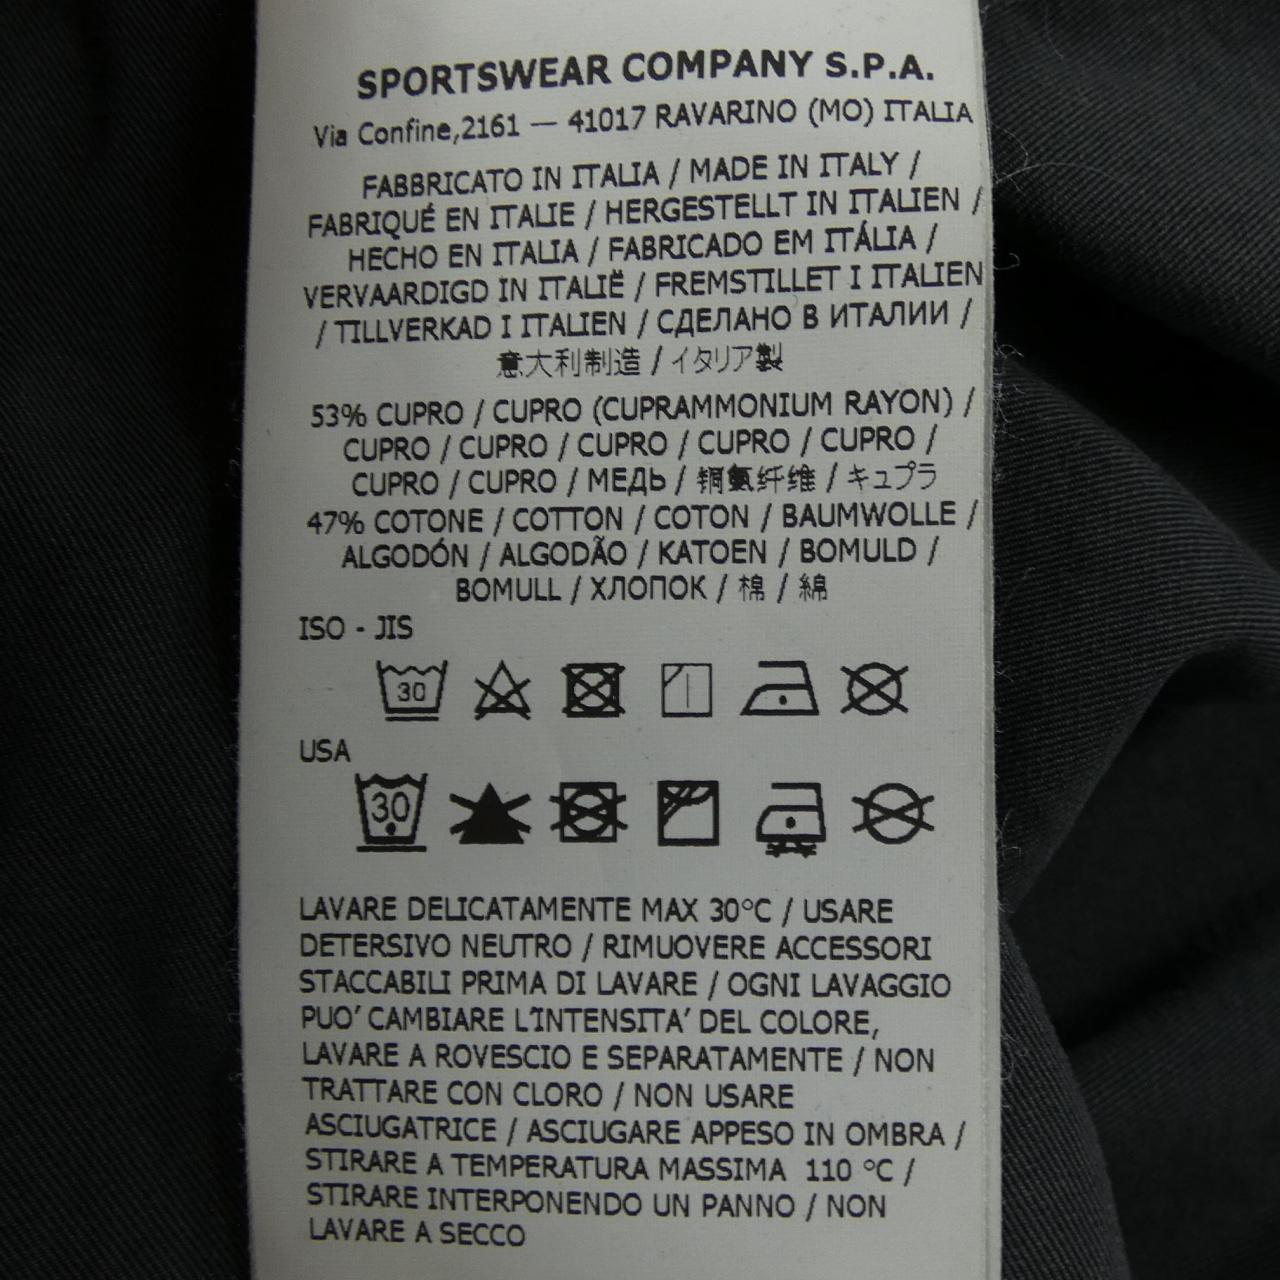 SPORTSWEAR COMPANY S.P.A.
Via Confine,2161 — 41017 RAVARINO (MO) ITALIA
FABBRICATO IN ITALIA / MADE IN ITALY /
FABRIQUÉ EN ITALIE / HERGESTELLT IN ITALIEN /
HECHO EN ITALIA / FABRICADO EM ITÁLIA /
VERVAARDIGD IN ITALIË / FREMSTILLET I ITALIEN
/ TILLVERKAD I ITALIEN / СДЕЛАНО В ИТАЛИИ /
意大利制造 / イタリア製
53% CUPRO / CUPRO (CUPRAMMONIUM RAYON) /
CUPRO / CUPRO / CUPRO / CUPRO / CUPRO /
CUPRO / CUPRO / МЕДЬ / 铜氨纤维 / キュプラ
47% COTONE / COTTON / COTON / BAUMWOLLE /
ALGODÓN / ALGODÃO / KATOEN / BOMULD /
BOMULL / ХЛОПОК / 棉 / 綿
ISO - JIS
30
USA
30
LAVARE DELICATAMENTE MAX 30°C / USARE
DETERSIVO NEUTRO / RIMUOVERE ACCESSORI
STACCABILI PRIMA DI LAVARE / OGNI LAVAGGIO
PUO' CAMBIARE L'INTENSITA' DEL COLORE,
LAVARE A ROVESCIO E SEPARATAMENTE / NON
TRATTARE CON CLORO / NON USARE
ASCIUGATRICE / ASCIUGARE APPESO IN OMBRA /
STIRARE A TEMPERATURA MASSIMA 110 °C /
STIRARE INTERPONENDO UN PANNO / NON
LAVARE A SECCO